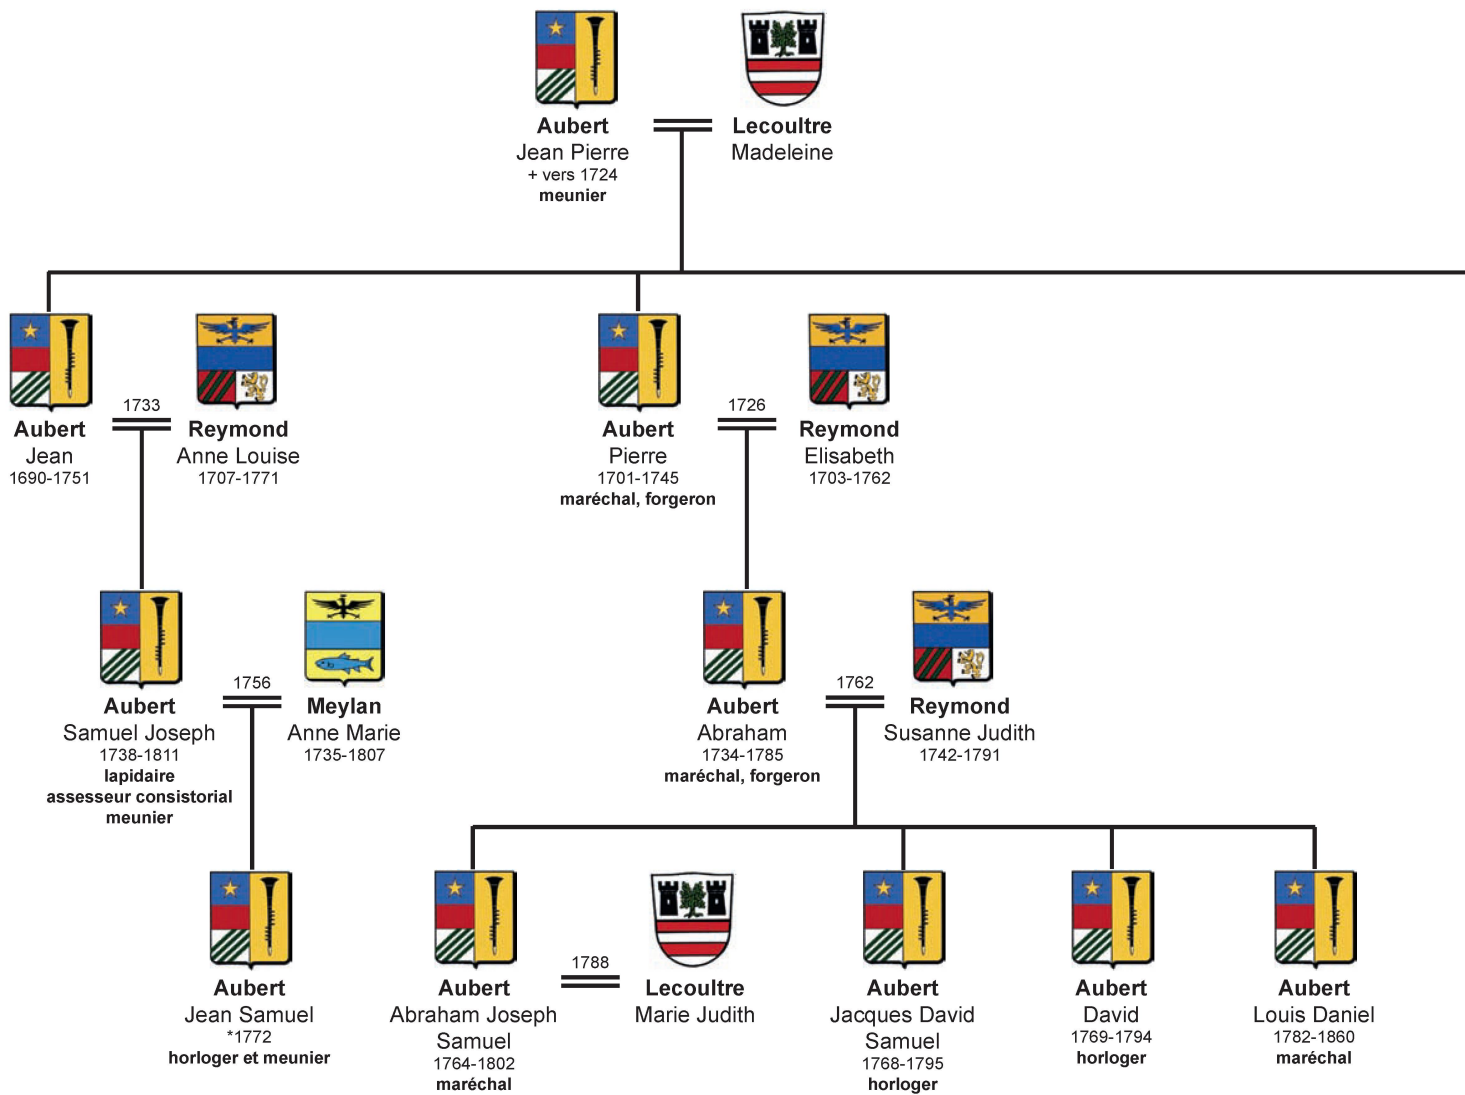 Aubert
Jean Pierre
+ vers 1724
meunier
Lecoultre
Madeleine
Aubert
Jean
1690-1751
1733
Reymond
Anne Louise
1707-1771
Aubert
Pierre
1701-1745
maréchal, forgeron
1726
Reymond
Elisabeth
1703-1762
Aubert
Samuel Joseph
1738-1811
lapidaire
assesseur consistorial
meunier
1756
Meylan
Anne Marie
1735-1807
Aubert
Abraham
1734-1785
maréchal, forgeron
1762
Reymond
Susanne Judith
1742-1791
Aubert
Jean Samuel
*1772
horloger et meunier
Aubert
Abraham Joseph
Samuel
1764-1802
maréchal
1788
Lecoultre
Marie Judith
Aubert
Jacques David
Samuel
1768-1795
horloger
Aubert
David
1769-1794
horloger
Aubert
Louis Daniel
1782-1860
maréchal